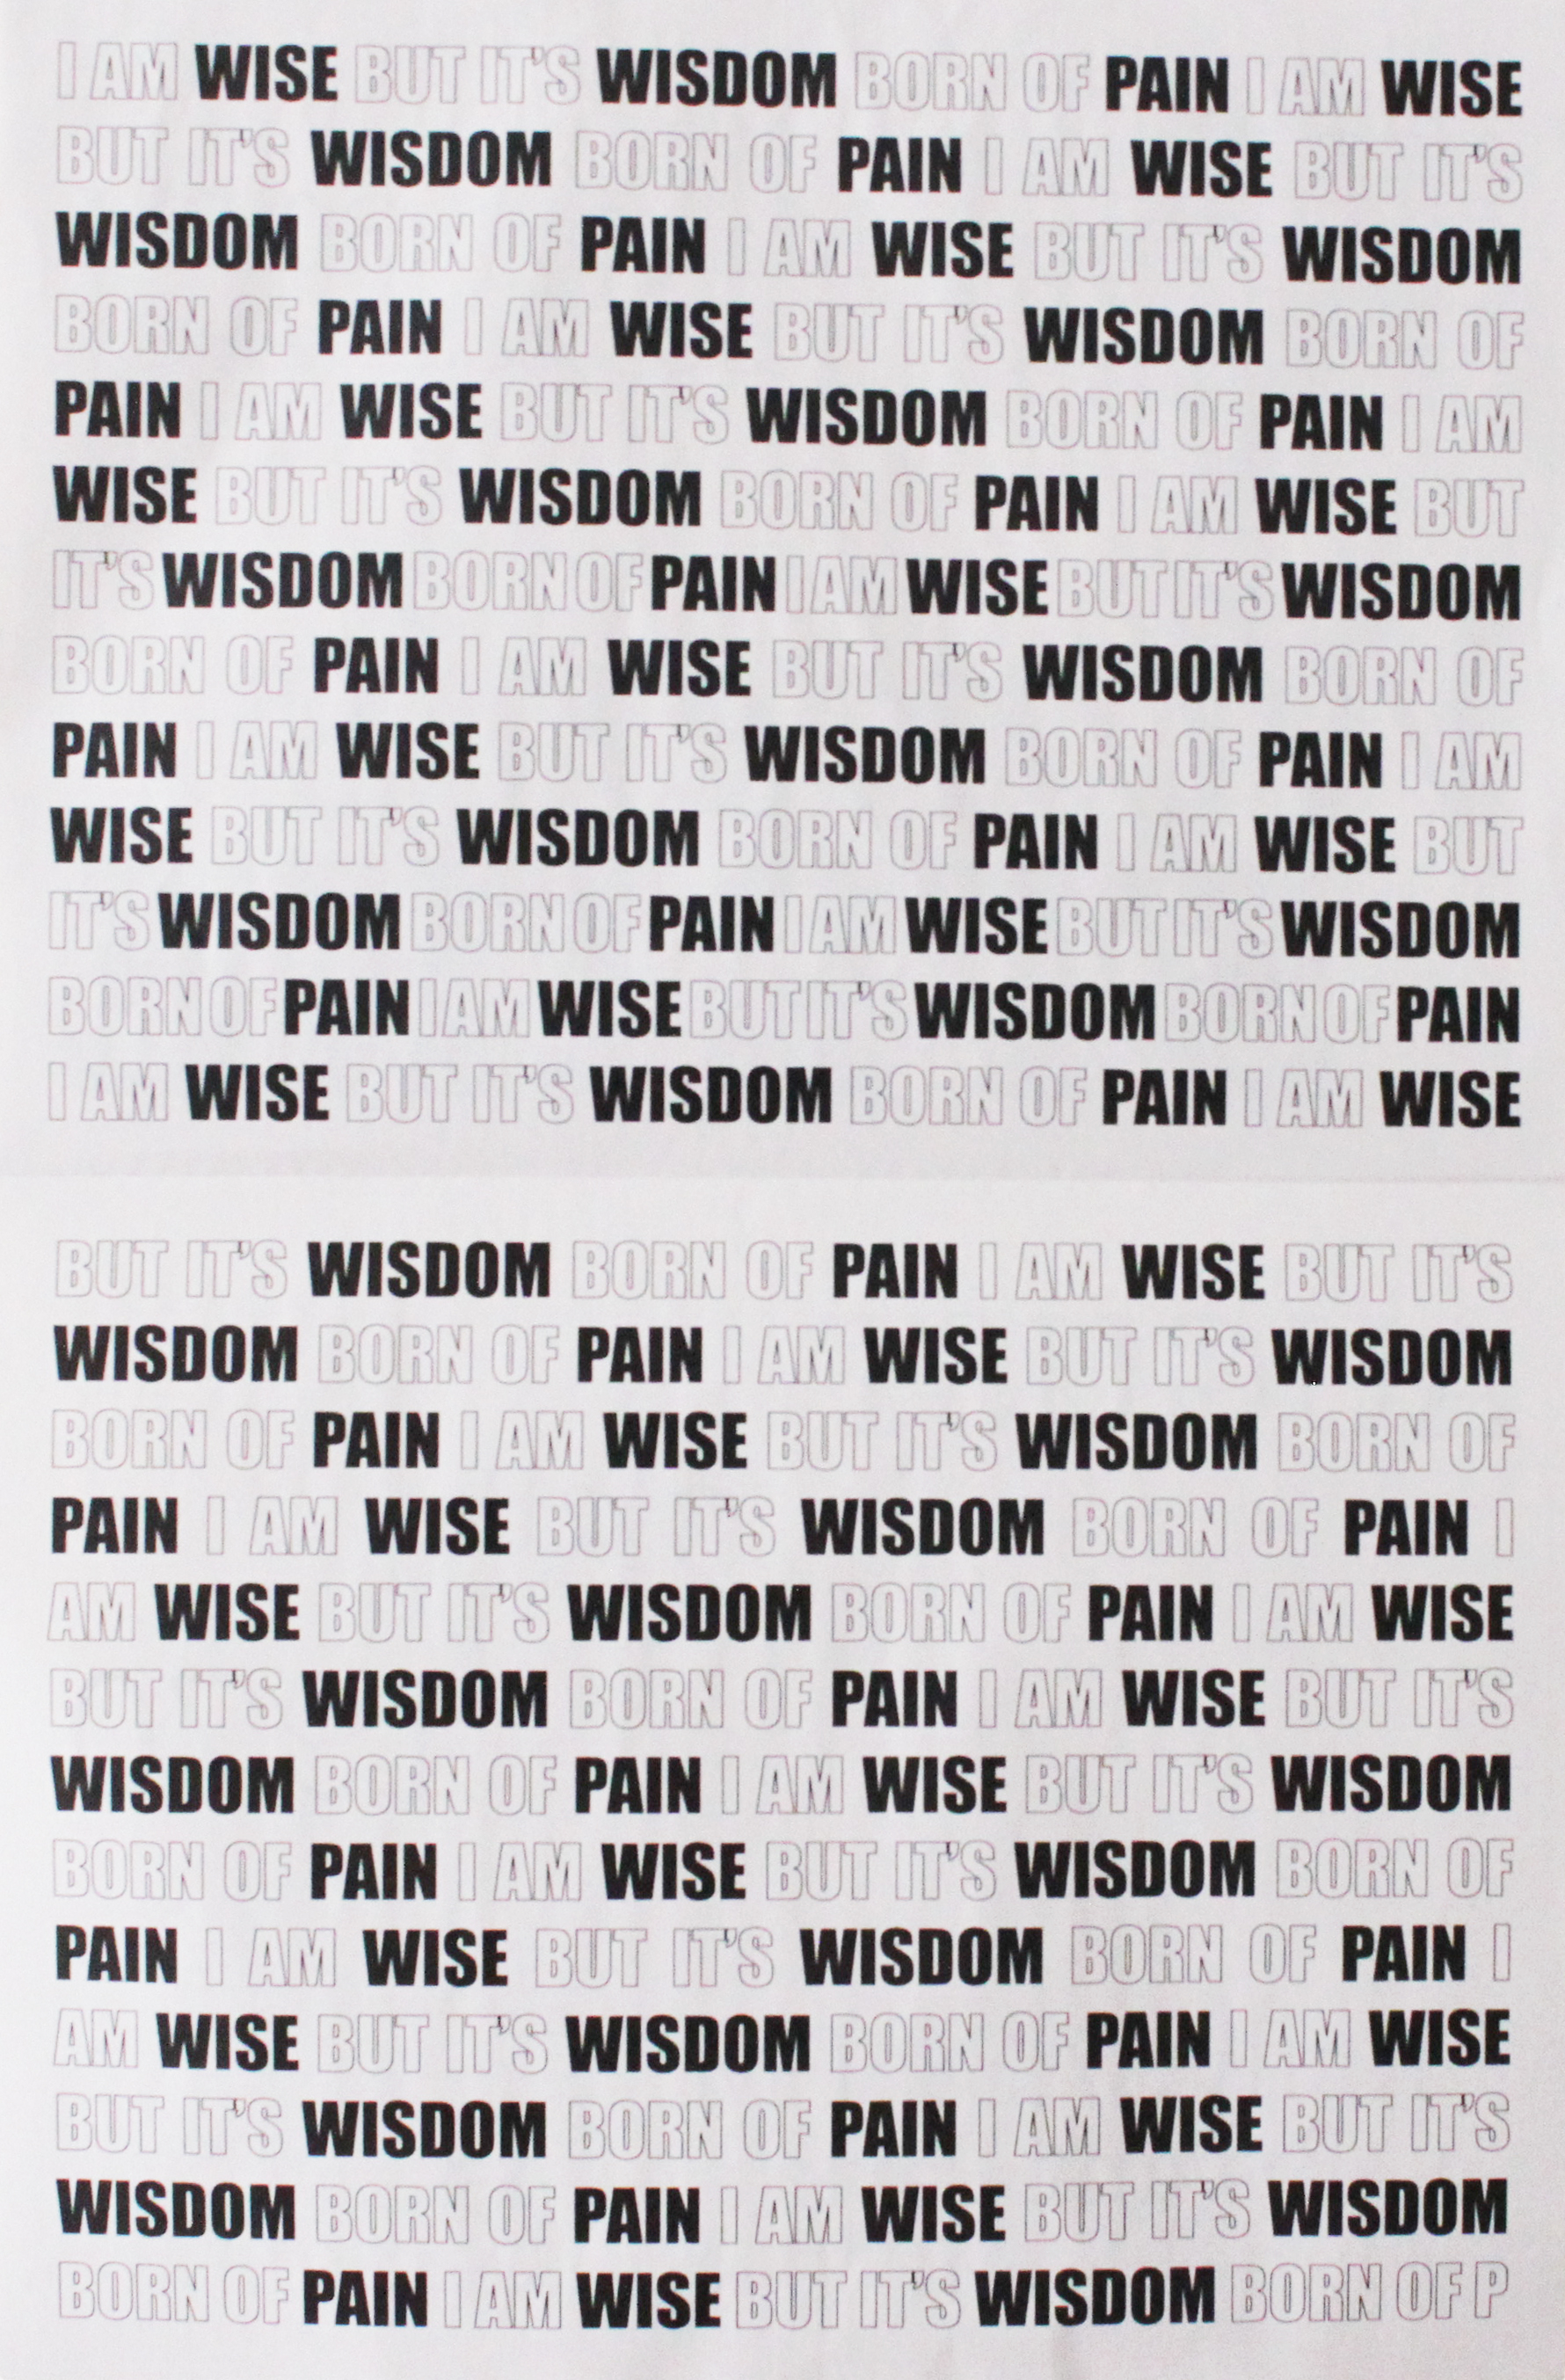 I AM WISE BUT IT'S WISDOM BORN OF PAIN I AM WISE
BUT IT'S WISDOM BORN OF PAIN I AM WISE BUT IT'S
WISDOM BORN OF PAIN I AM WISE BUT IT'S WISDOM
BORN OF PAIN I AM WISE BUT IT'S WISDOM BORN OF
PAIN I AM WISE BUT IT'S WISDOM BORN OF PAIN I AM
WISE BUT IT'S WISDOM BORN OF PAIN I AM WISE BUT
IT'S WISDOM BORN OF PAIN I AM WISE BUT IT'S WISDOM
BORN OF PAIN I AM WISE BUT IT'S WISDOM BORN OF
PAIN I AM WISE BUT IT'S WISDOM BORN OF PAIN I AM
WISE BUT IT'S WISDOM BORN OF PAIN I AM WISE BUT
IT'S WISDOM BORN OF PAIN I AM WISE BUT IT'S WISDOM
BORN OF PAIN I AM WISE BUT IT'S WISDOM BORN OF PAIN
I AM WISE BUT IT'S WISDOM BORN OF PAIN I AM WISE
BUT IT'S WISDOM BORN OF PAIN I AM WISE BUT IT'S
WISDOM BORN OF PAIN I AM WISE BUT IT'S WISDOM
BORN OF PAIN I AM WISE BUT IT'S WISDOM BORN OF
PAIN I AM WISE BUT IT'S WISDOM BORN OF PAIN I
AM WISE BUT IT'S WISDOM BORN OF PAIN I AM WISE
BUT IT'S WISDOM BORN OF PAIN I AM WISE BUT IT'S
WISDOM BORN OF PAIN I AM WISE BUT IT'S WISDOM
BORN OF PAIN I AM WISE BUT IT'S WISDOM BORN OF
PAIN I AM WISE BUT IT'S WISDOM BORN OF PAIN I
AM WISE BUT IT'S WISDOM BORN OF PAIN I AM WISE
BUT IT'S WISDOM BORN OF PAIN I AM WISE BUT IT'S
WISDOM BORN OF PAIN I AM WISE BUT IT'S WISDOM
BORN OF PAIN I AM WISE BUT IT'S WISDOM BORN OF P